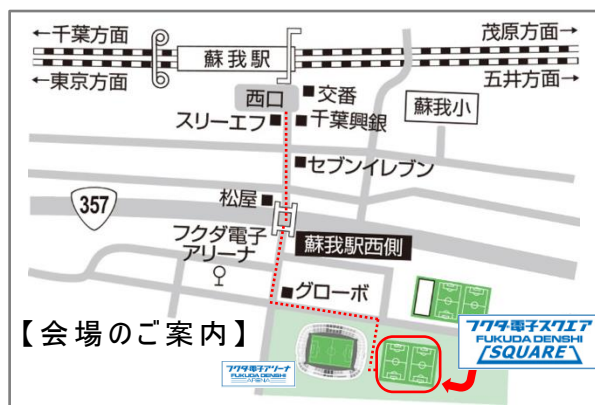 ←千葉方面
茂原方面→
蘇我駅
←東京方面
五井方面→
西口
交番
蘇我小
スリーエフ
千葉興銀
セブンイレブン
松屋
357
蘇我駅西側
フクダ電子
アリーナ
グローボ
【会場のご案内】
フクダ電子スクエア
FUKUDA DENSHI
SQUARE
フクダ電子アリーナ
FUKUDA DENSHI
ARENA